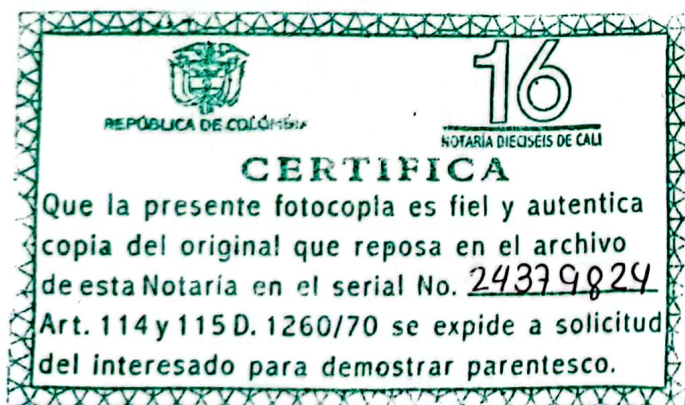 REPÚBLICA DE COLOMBIA
16
NOTARÍA DIECISÉIS DE CALI
CERTIFICA
Que la presente fotocopia es fiel y autentica
copia del original que reposa en el archivo
de esta Notaría en el serial No. 24379824
Art. 114 y 115 D. 1260/70 se expide a solicitud
del interesado para demostrar parentesco.